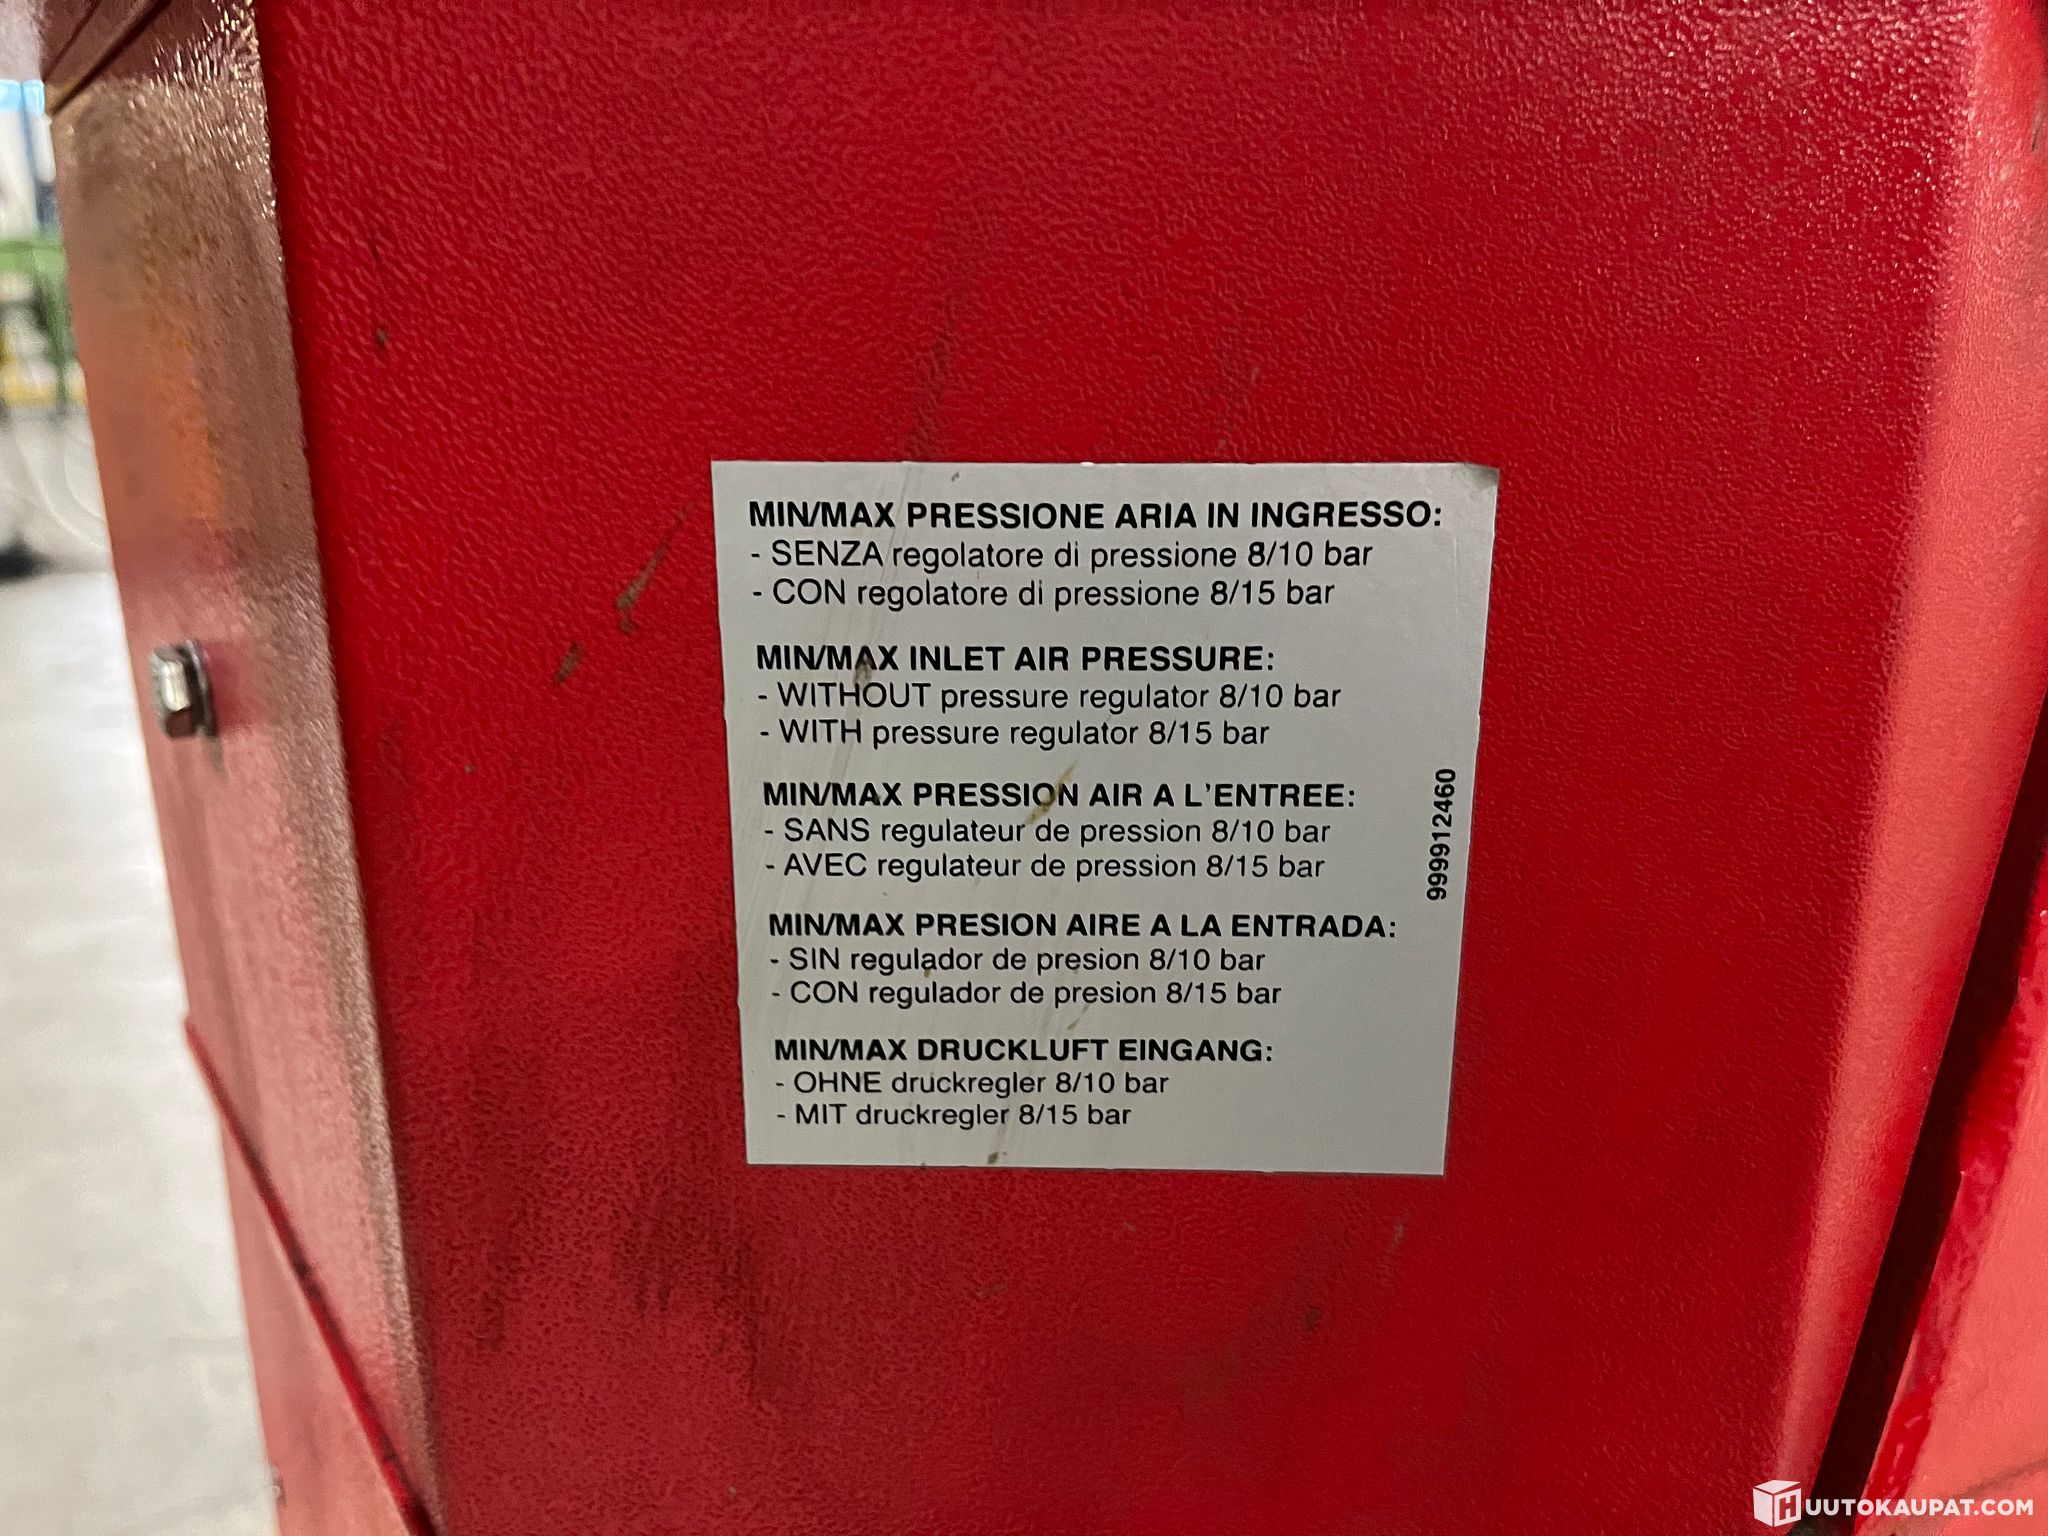 MIN/MAX PRESSIONE ARIA IN INGRESSO:
- SENZA regolatore di pressione 8/10 bar
- CON regolatore di pressione 8/15 bar
MIN/MAX INLET AIR PRESSURE:
- WITHOUT pressure regulator 8/10 bar
- WITH pressure regulator 8/15 bar
MIN/MAX PRESSION AIR A L'ENTREE:
- SANS regulateur de pression 8/10 bar
- AVEC regulateur de pression 8/15 bar
MIN/MAX PRESION AIRE A LA ENTRADA:
- SIN regulador de presion 8/10 bar
- CON regulador de presion 8/15 bar
MIN/MAX DRUCKLUFT EINGANG:
- OHNE druckregler 8/10 bar
- MIT druckregler 8/15 bar
999912460
HUUTOKAUPAT.COM